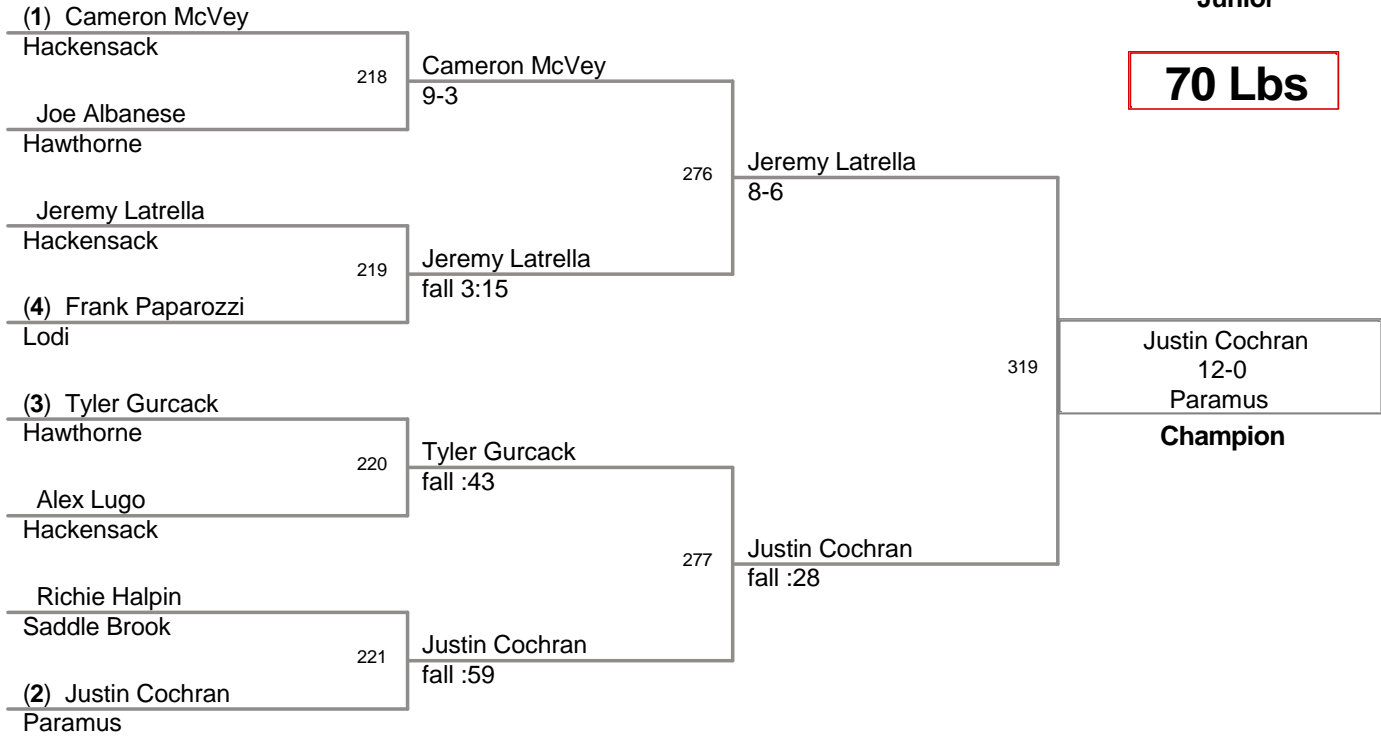 Junior
70 Lbs
(1) Cameron McVey
Hackensack
218
Joe Albanese
Hawthorne
Cameron McVey
9-3
Jeremy Latrella
Hackensack
219
(4) Frank Paparozzi
Lodi
Jeremy Latrella
fall 3:15
276
Jeremy Latrella
8-6
(3) Tyler Gurcack
Hawthorne
220
Alex Lugo
Hackensack
Tyler Gurcack
fall :43
Richie Halpin
Saddle Brook
221
(2) Justin Cochran
Paramus
Justin Cochran
fall :59
277
Justin Cochran
fall :28
319
Justin Cochran
12-0
Paramus
Champion